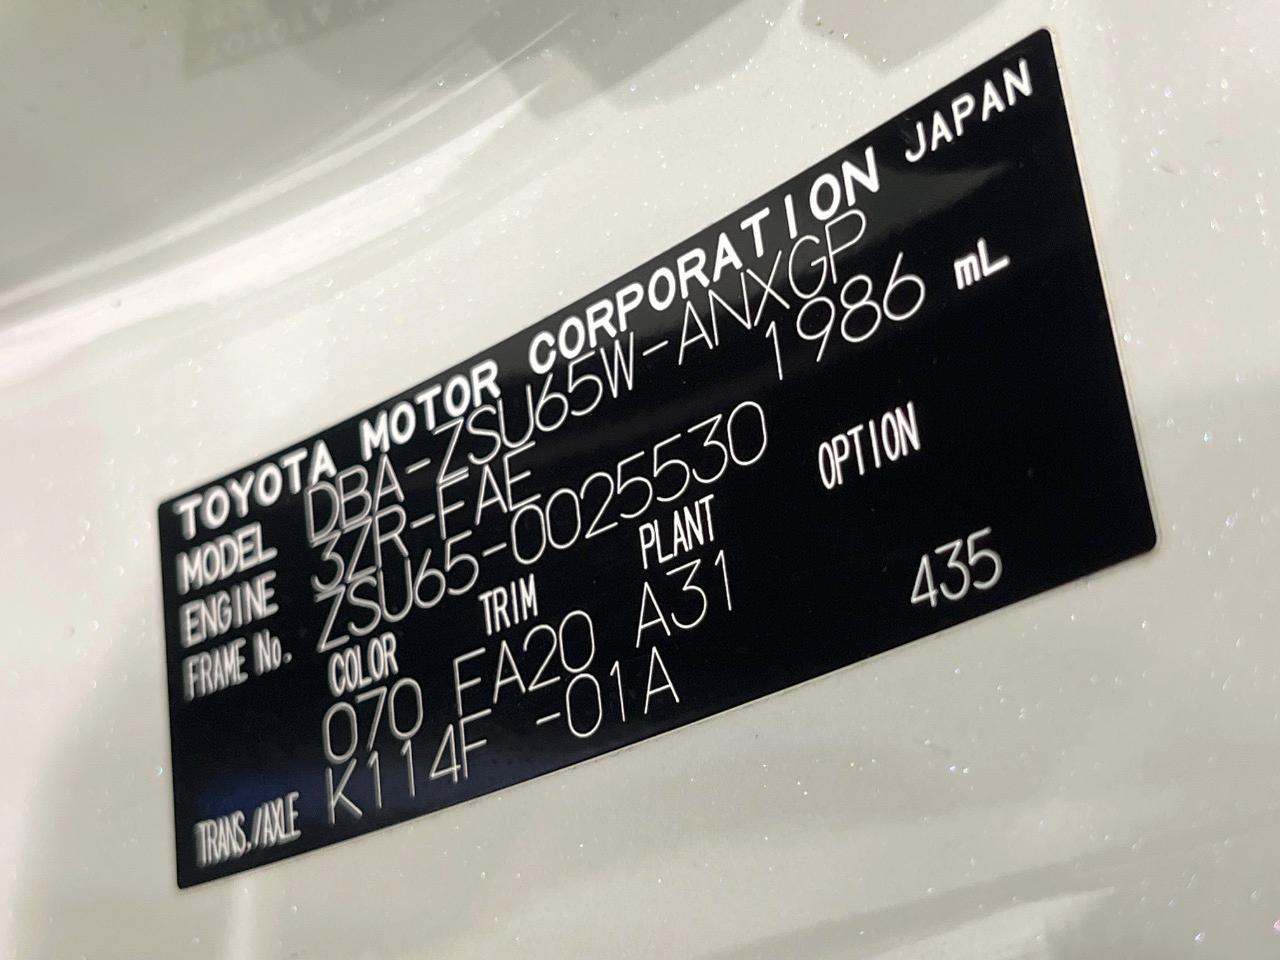 TOYOTA MOTOR CORPORATION JAPAN
MODEL DBA-ZSU65W-ANXGP
ENGINE 3ZR-FAE 1986 mL
FRAME No. ZSU65-0025530
COLOR TRIM PLANT OPTION
070 FA20 A31 435
TRANS./AXLE K114F -01A